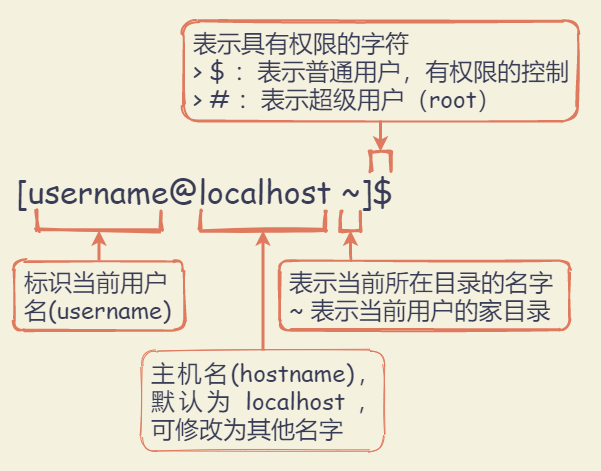 表示具有权限的字符
> $ ：表示普通用户，有权限的控制
> # ：表示超级用户（root）
[username@localhost ~]$
标识当前用户
名(username)
表示当前所在目录的名字
~ 表示当前用户的家目录
主机名(hostname)，
默认为 localhost ，
可修改为其他名字